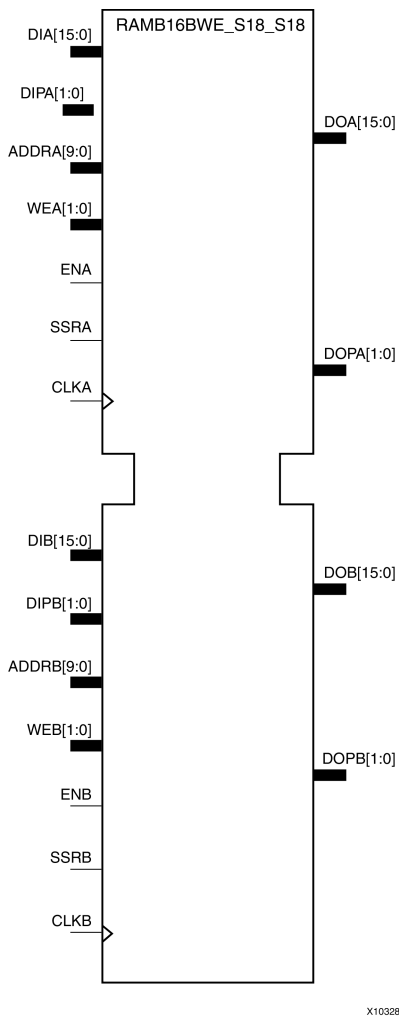 RAMB16BWE_S18_S18
DIA[15:0]
DIPA[1:0]
DOA[15:0]
ADDRA[9:0]
WEA[1:0]
ENA
SSRA
DOPA[1:0]
CLKA
DIB[15:0]
DOB[15:0]
DIPB[1:0]
ADDRB[9:0]
WEB[1:0]
DOPB[1:0]
ENB
SSRB
CLKB
X10328